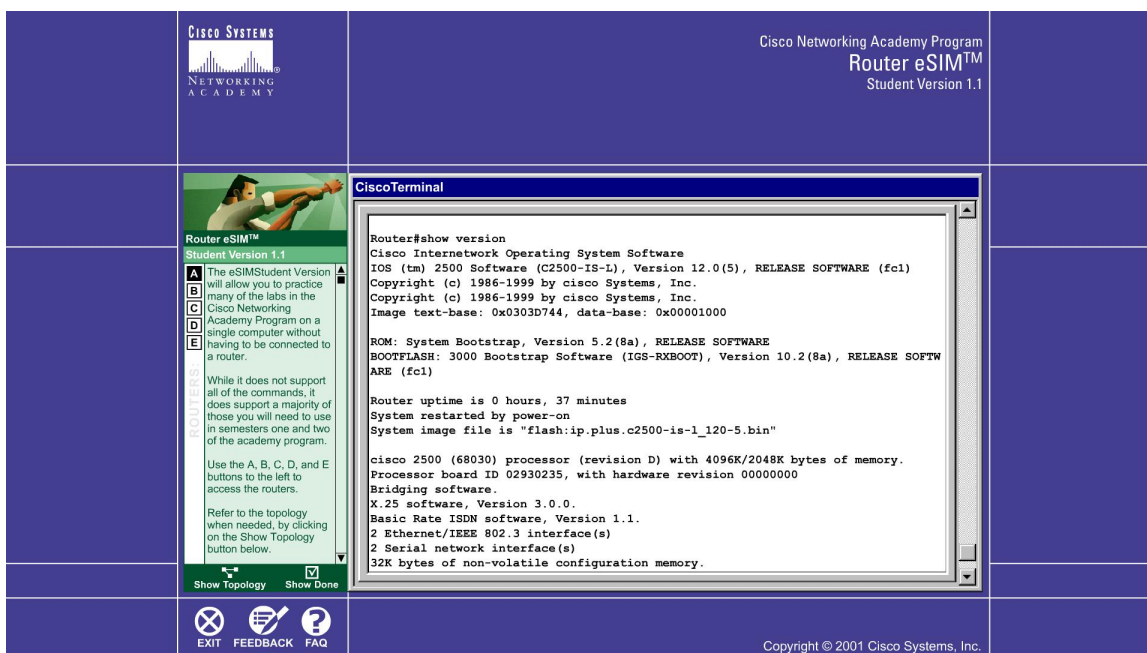 CISCO SYSTEMS
NETWORKING
ACADEMY
Cisco Networking Academy Program
Router eSIM™
Student Version 1.1
Router eSIM™
Student Version 1.1
A
B
C
D
E
ROUTERS:
The eSIMStudent Version
will allow you to practice
many of the labs in the
Cisco Networking
Academy Program on a
single computer without
having to be connected to
a router.
While it does not support
all of the commands, it
does support a majority of
those you will need to use
in semesters one and two
of the academy program.
Use the A, B, C, D, and E
buttons to the left to
access the routers.
Refer to the topology
when needed, by clicking
on the Show Topology
button below.
Show Topology
Show Done
CiscoTerminal
Router#show version
Cisco Internetwork Operating System Software
IOS (tm) 2500 Software (C2500-IS-L), Version 12.0(5), RELEASE SOFTWARE (fc1)
Copyright (c) 1986-1999 by cisco Systems, Inc.
Copyright (c) 1986-1999 by cisco Systems, Inc.
Image text-base: 0x0303D744, data-base: 0x00001000
ROM: System Bootstrap, Version 5.2(8a), RELEASE SOFTWARE
BOOTFLASH: 3000 Bootstrap Software (IGS-RXBOOT), Version 10.2(8a), RELEASE SOFTW
ARE (fc1)
Router uptime is 0 hours, 37 minutes
System restarted by power-on
System image file is "flash:ip.plus.c2500-is-l_120-5.bin"
cisco 2500 (68030) processor (revision D) with 4096K/2048K bytes of memory.
Processor board ID 02930235, with hardware revision 00000000
Bridging software.
X.25 software, Version 3.0.0.
Basic Rate ISDN software, Version 1.1.
2 Ethernet/IEEE 802.3 interface(s)
2 Serial network interface(s)
32K bytes of non-volatile configuration memory.
EXIT
FEEDBACK
FAQ
Copyright © 2001 Cisco Systems, Inc.